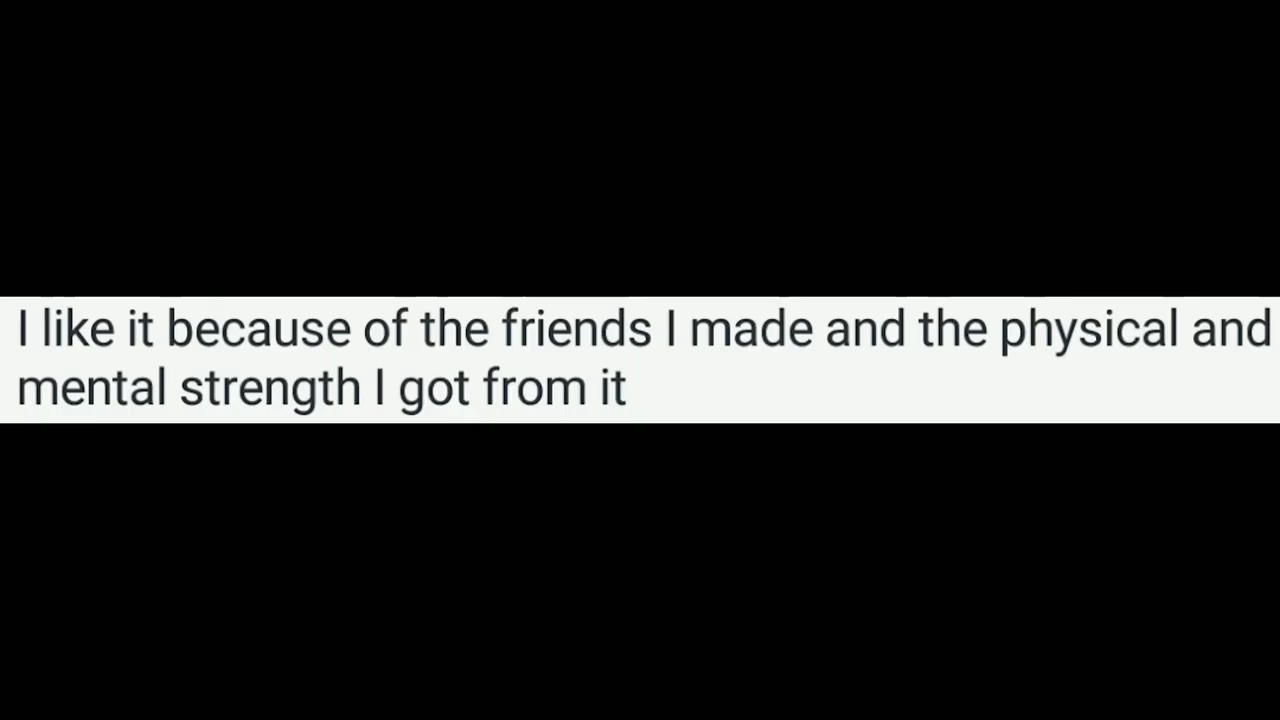 I like it because of the friends I made and the physical and
mental strength I got from it